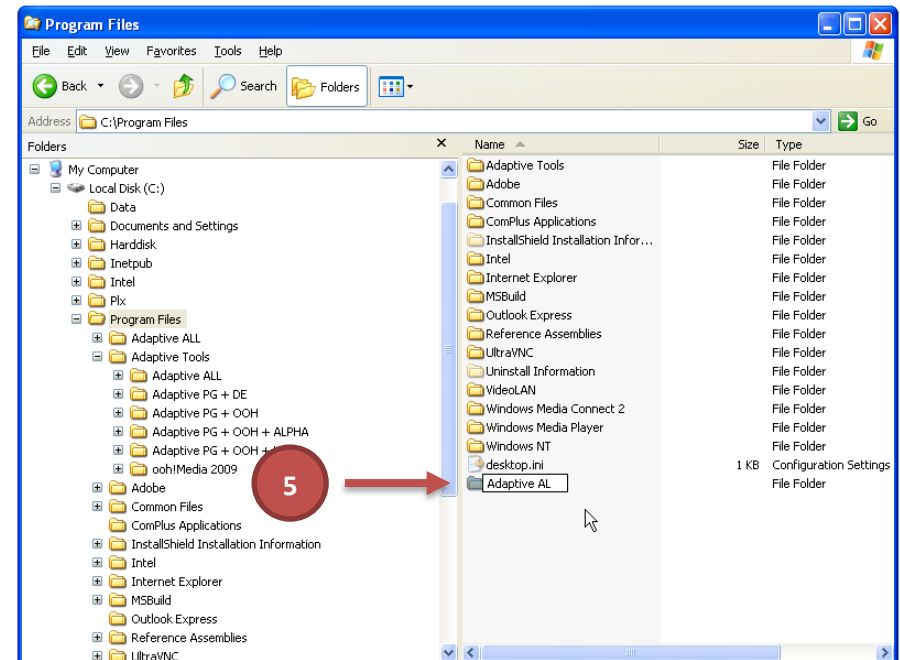 Program Files
File Edit View Favorites Tools Help
Back Search Folders
Address C:\Program Files Go
Folders
My Computer
Local Disk (C:)
Data
Documents and Settings
Harddisk
Inetpub
Intel
Plx
Program Files
Adaptive ALL
Adaptive Tools
Adaptive ALL
Adaptive PG + DE
Adaptive PG + OOH
Adaptive PG + OOH + ALPHA
Adaptive PG + OOH +
ooh!Media 2009
Adobe
Common Files
ComPlus Applications
InstallShield Installation Information
Intel
Internet Explorer
MSBuild
Outlook Express
Reference Assemblies
UltraVNC
5
Name Size Type
Adaptive Tools File Folder
Adobe File Folder
Common Files File Folder
ComPlus Applications File Folder
InstallShield Installation Infor... File Folder
Intel File Folder
Internet Explorer File Folder
MSBuild File Folder
Outlook Express File Folder
Reference Assemblies File Folder
UltraVNC File Folder
Uninstall Information File Folder
VideoLAN File Folder
Windows Media Connect 2 File Folder
Windows Media Player File Folder
Windows NT File Folder
desktop.ini 1 KB Configuration Settings
Adaptive AL File Folder